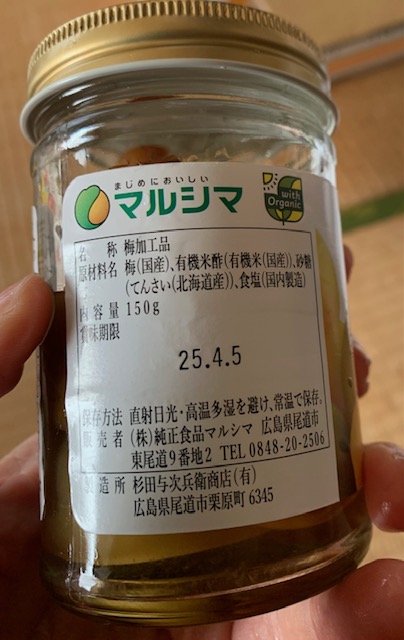 まじめにおいしい
マルシマ
with
Organic
名 称 梅加工品
原材料名 梅(国産)、有機米酢(有機米(国産))、砂糖
(てんさい(北海道産))、食塩(国内製造)
内容量 150g
賞味期限
25.4.5
保存方法 直射日光・高温多湿を避け、常温で保存。
販売者 (株)純正食品マルシマ 広島県尾道市
東尾道9番地2 TEL 0848-20-2506
製造所 杉田与次兵衛商店(有)
広島県尾道市栗原町 6345